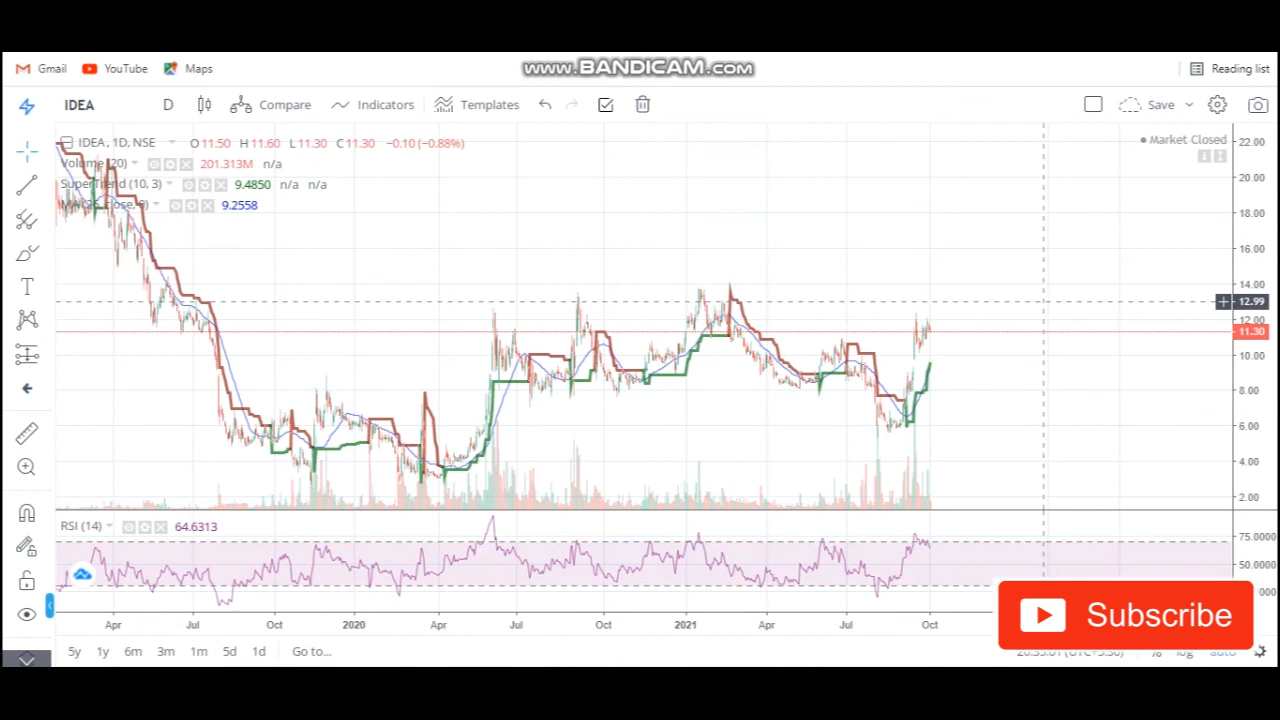 www.BANDICAM.com
Gmail YouTube Maps Reading list
IDEA D Compare Indicators Templates Save
IDEA, 1D, NSE O 11.50 H 11.60 L 11.30 C 11.30 −0.10 (−0.88%) Market Closed
Volume (20) 201.313M n/a
SuperTrend (10, 3) 9.4850 n/a n/a
9.2558
22.00
20.00
18.00
16.00
14.00
12.99
12.00
11.30
10.00
8.00
6.00
4.00
2.00
RSI (14) 64.6313
75.0000
50.0000
Subscribe
Apr Jul Oct 2020 Apr Jul Oct 2021 Apr Jul Oct
5y 1y 6m 3m 1m 5d 1d Go to... % log auto